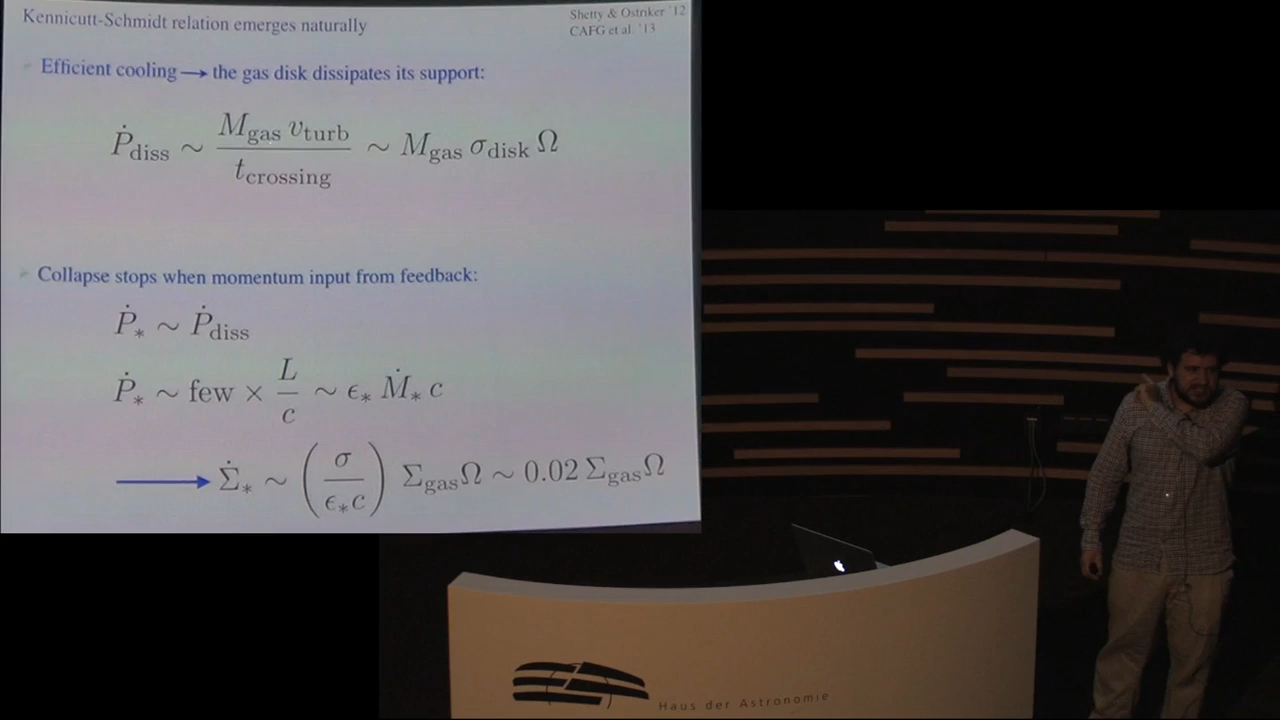 Kennicutt-Schmidt relation emerges naturally
Shetty & Ostriker '12
CAFG et al. '13
Efficient cooling → the gas disk dissipates its support:
Ṗ_diss ~ M_gas v_turb / t_crossing ~ M_gas σ_disk Ω
Collapse stops when momentum input from feedback:
Ṗ_* ~ Ṗ_diss
Ṗ_* ~ few × L / c ~ ϵ_* Ṁ_* c
→ Σ̇_* ~ (σ / ϵ_* c) Σ_gas Ω ~ 0.02 Σ_gas Ω
Haus der Astronomie